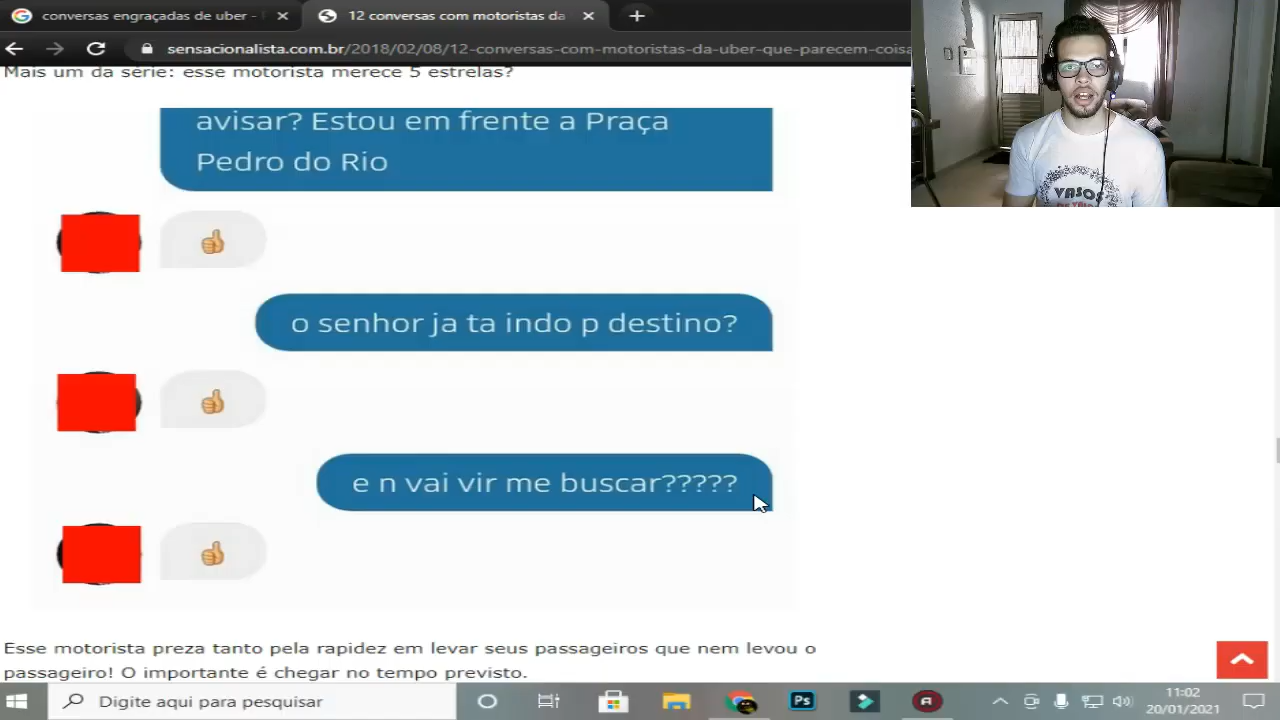 conversas engraçadas de uber -
12 conversas com motoristas da
sensacionalista.com.br/2018/02/08/12-conversas-com-motoristas-da-uber-que-parecem-coisa
Mais um da série: esse motorista merece 5 estrelas?
avisar? Estou em frente a Praça
Pedro do Rio
o senhor ja ta indo p destino?
e n vai vir me buscar?????
Esse motorista preza tanto pela rapidez em levar seus passageiros que nem levou o
passageiro! O importante é chegar no tempo previsto.
VASOS
Digite aqui para pesquisar
Ps
11:02
20/01/2021